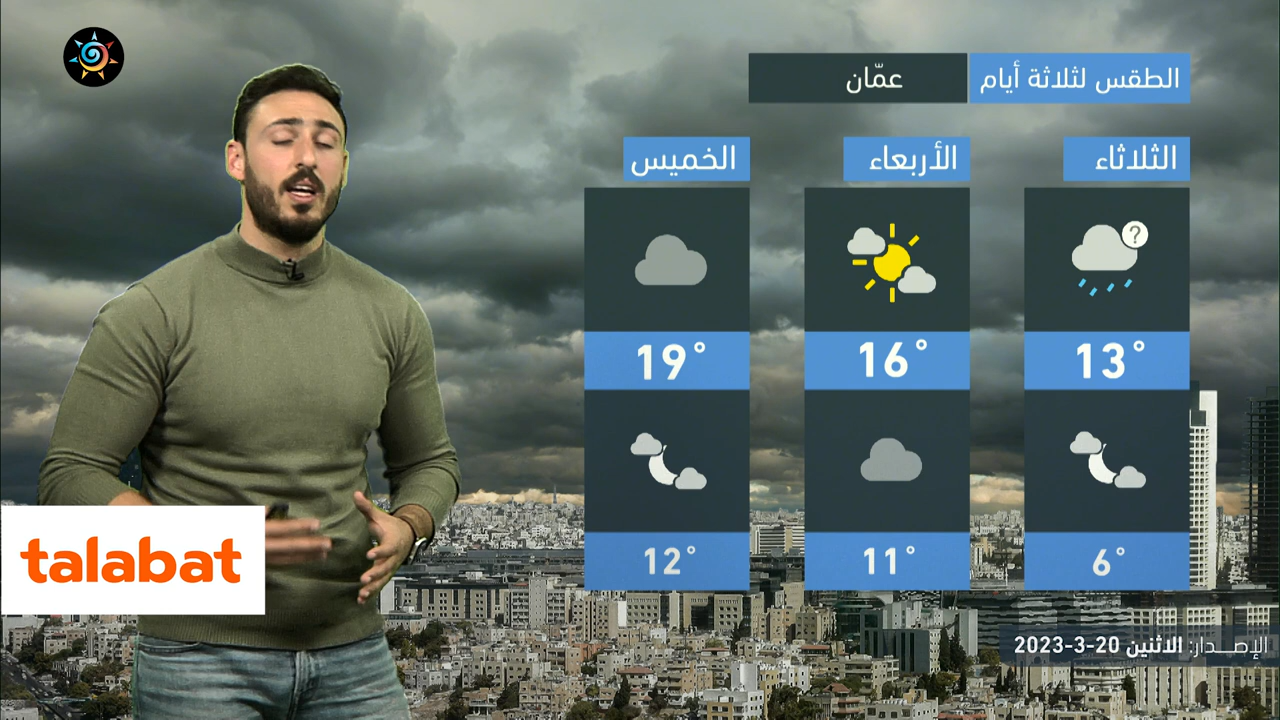 الطقس لثلاثة أيام
عمّان
الثلاثاء
الأربعاء
الخميس
?
13°
16°
19°
6°
11°
12°
talabat
الإصـــدار: الاثنين 20-3-2023